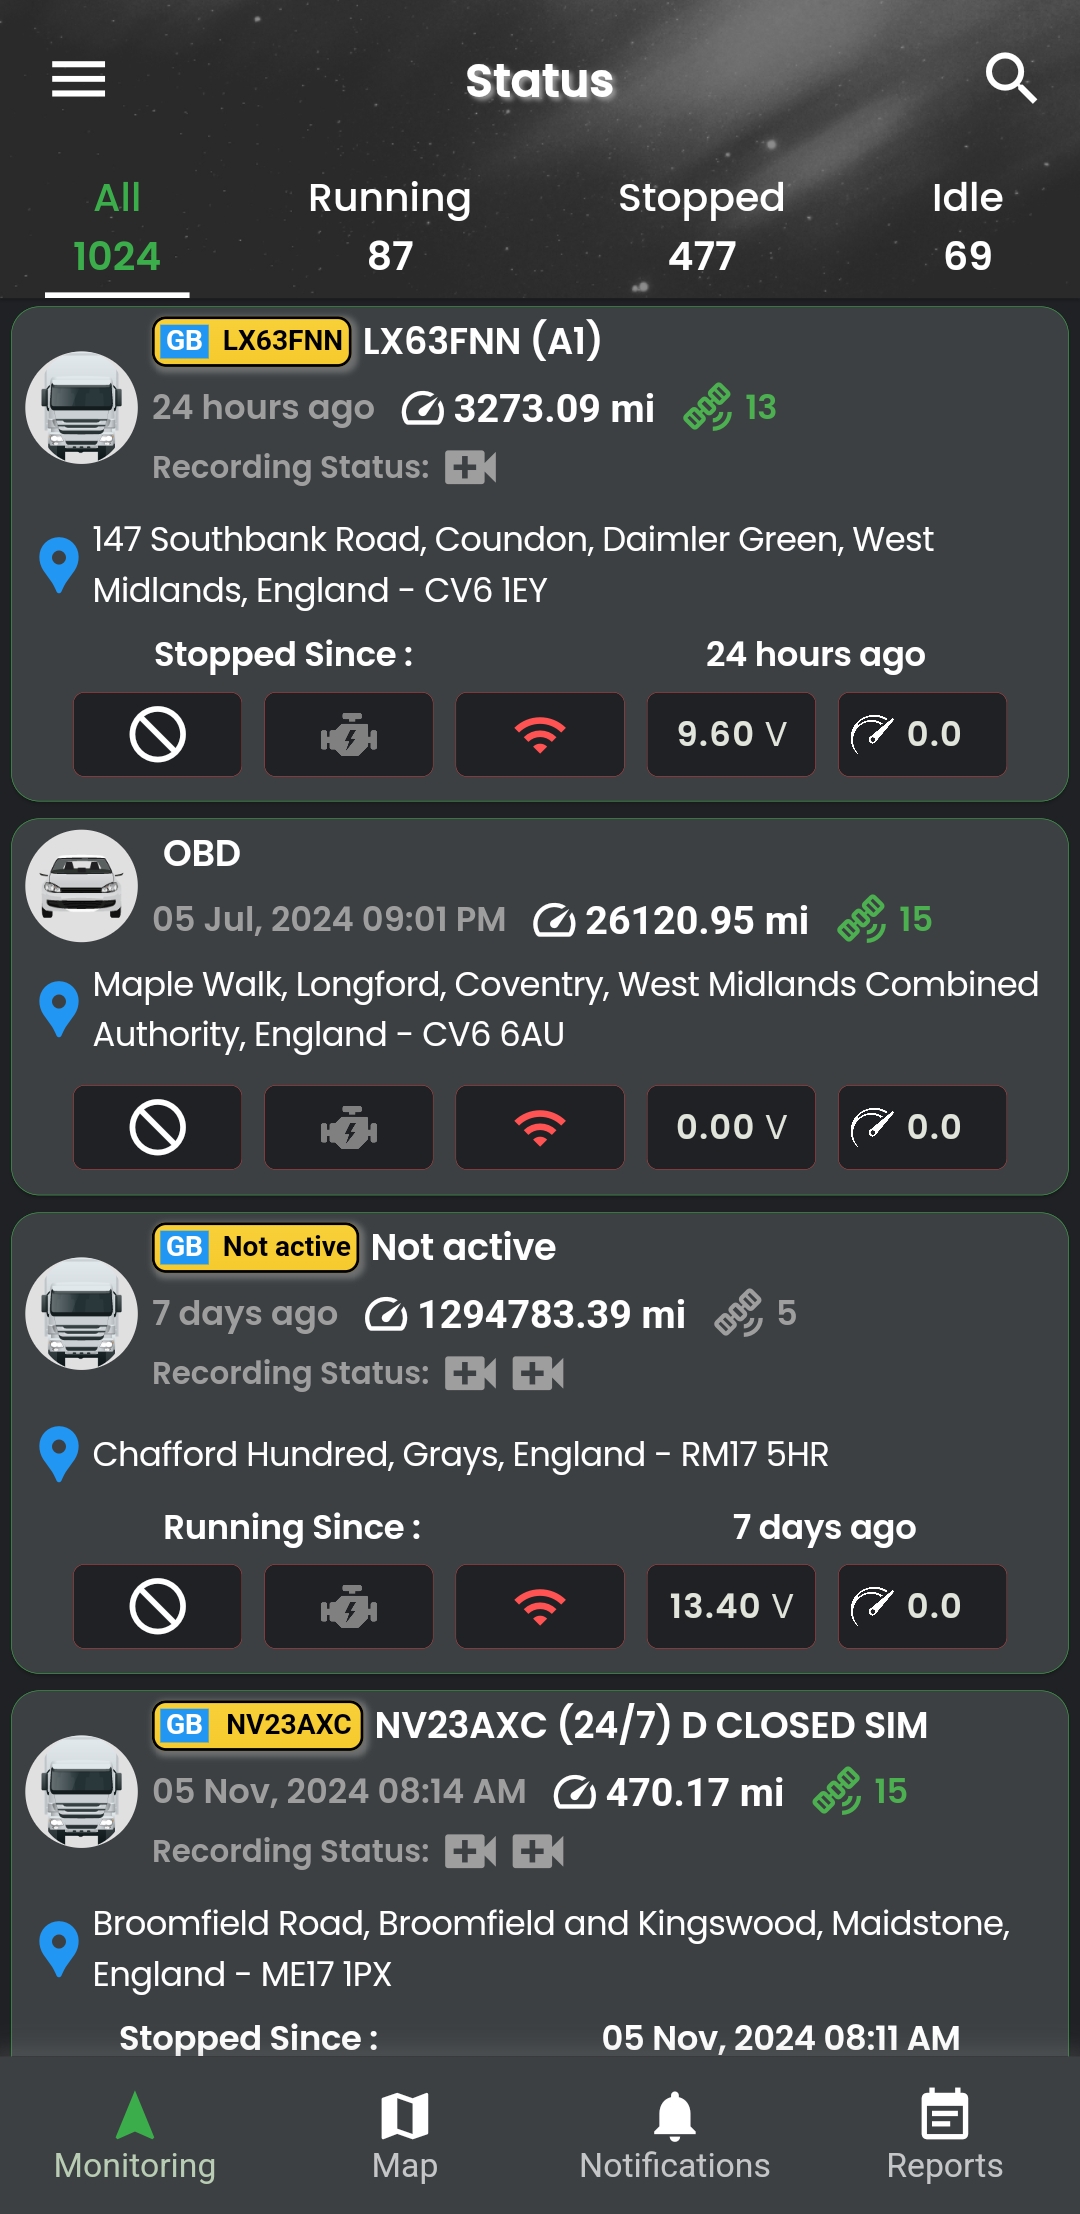 Status
All Running Stopped Idle
1024 87 477 69
GB LX63FNN LX63FNN (A1)
24 hours ago 3273.09 mi 13
Recording Status:
147 Southbank Road, Coundon, Daimler Green, West
Midlands, England - CV6 1EY
Stopped Since : 24 hours ago
9.60 V 0.0
OBD
05 Jul, 2024 09:01 PM 26120.95 mi 15
Maple Walk, Longford, Coventry, West Midlands Combined
Authority, England - CV6 6AU
0.00 V 0.0
GB Not active Not active
7 days ago 1294783.39 mi 5
Recording Status:
Chafford Hundred, Grays, England - RM17 5HR
Running Since : 7 days ago
13.40 V 0.0
GB NV23AXC NV23AXC (24/7) D CLOSED SIM
05 Nov, 2024 08:14 AM 470.17 mi 15
Recording Status:
Broomfield Road, Broomfield and Kingswood, Maidstone,
England - ME17 1PX
Stopped Since : 05 Nov, 2024 08:11 AM
Monitoring Map Notifications Reports